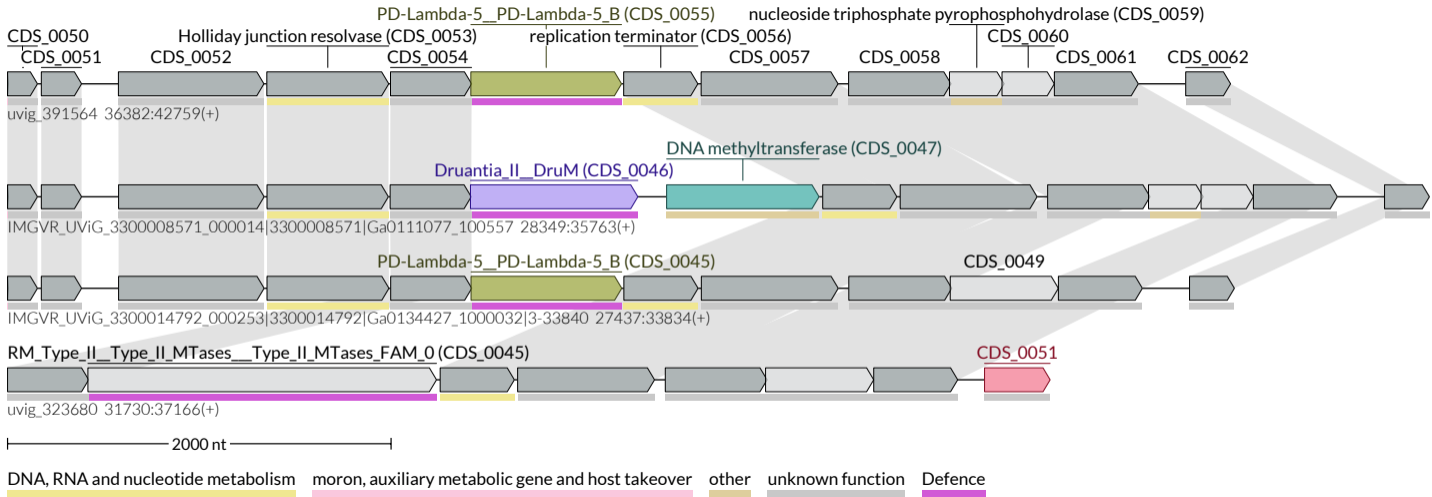 PD-Lambda-5__PD-Lambda-5_B (CDS_0055) nucleoside triphosphate pyrophosphohydrolase (CDS_0059)
CDS_0050 Holliday junction resolvase (CDS_0053) replication terminator (CDS_0056) CDS_0060
CDS_0051 CDS_0052 CDS_0054 CDS_0057 CDS_0058 CDS_0061 CDS_0062
uvig_391564 36382:42759(+)
DNA methyltransferase (CDS_0047)
Druantia_II__DruM (CDS_0046)
IMGVR_UViG_3300008571_000014|3300008571|Ga0111077_100557 28349:35763(+)
PD-Lambda-5__PD-Lambda-5_B (CDS_0045) CDS_0049
IMGVR_UViG_3300014792_000253|3300014792|Ga0134427_1000032|3-33840 27437:33834(+)
RM_Type_II__Type_II_MTases___Type_II_MTases_FAM_0 (CDS_0045) CDS_0051
uvig_323680 31730:37166(+)
2000 nt
DNA, RNA and nucleotide metabolism moron, auxiliary metabolic gene and host takeover other unknown function Defence